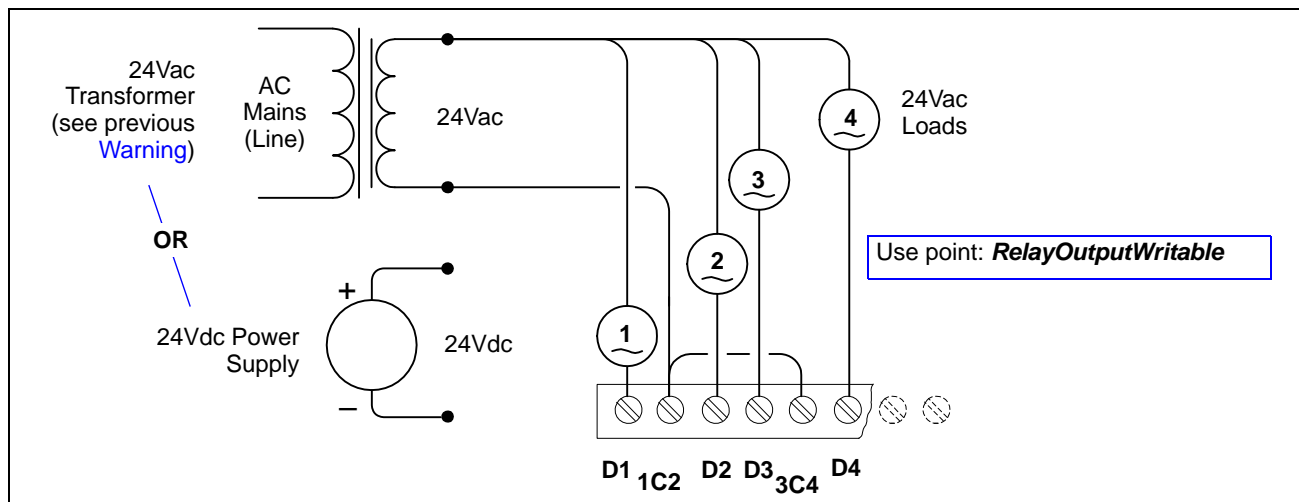 24Vac
Transformer
(see previous
Warning)
AC
Mains
(Line)
24Vac
4
24Vac
Loads
3
OR
2
Use point: RelayOutputWritable
+
1
24Vdc Power
Supply
24Vdc
−
D1 1C2 D2 D3 3C4 D4